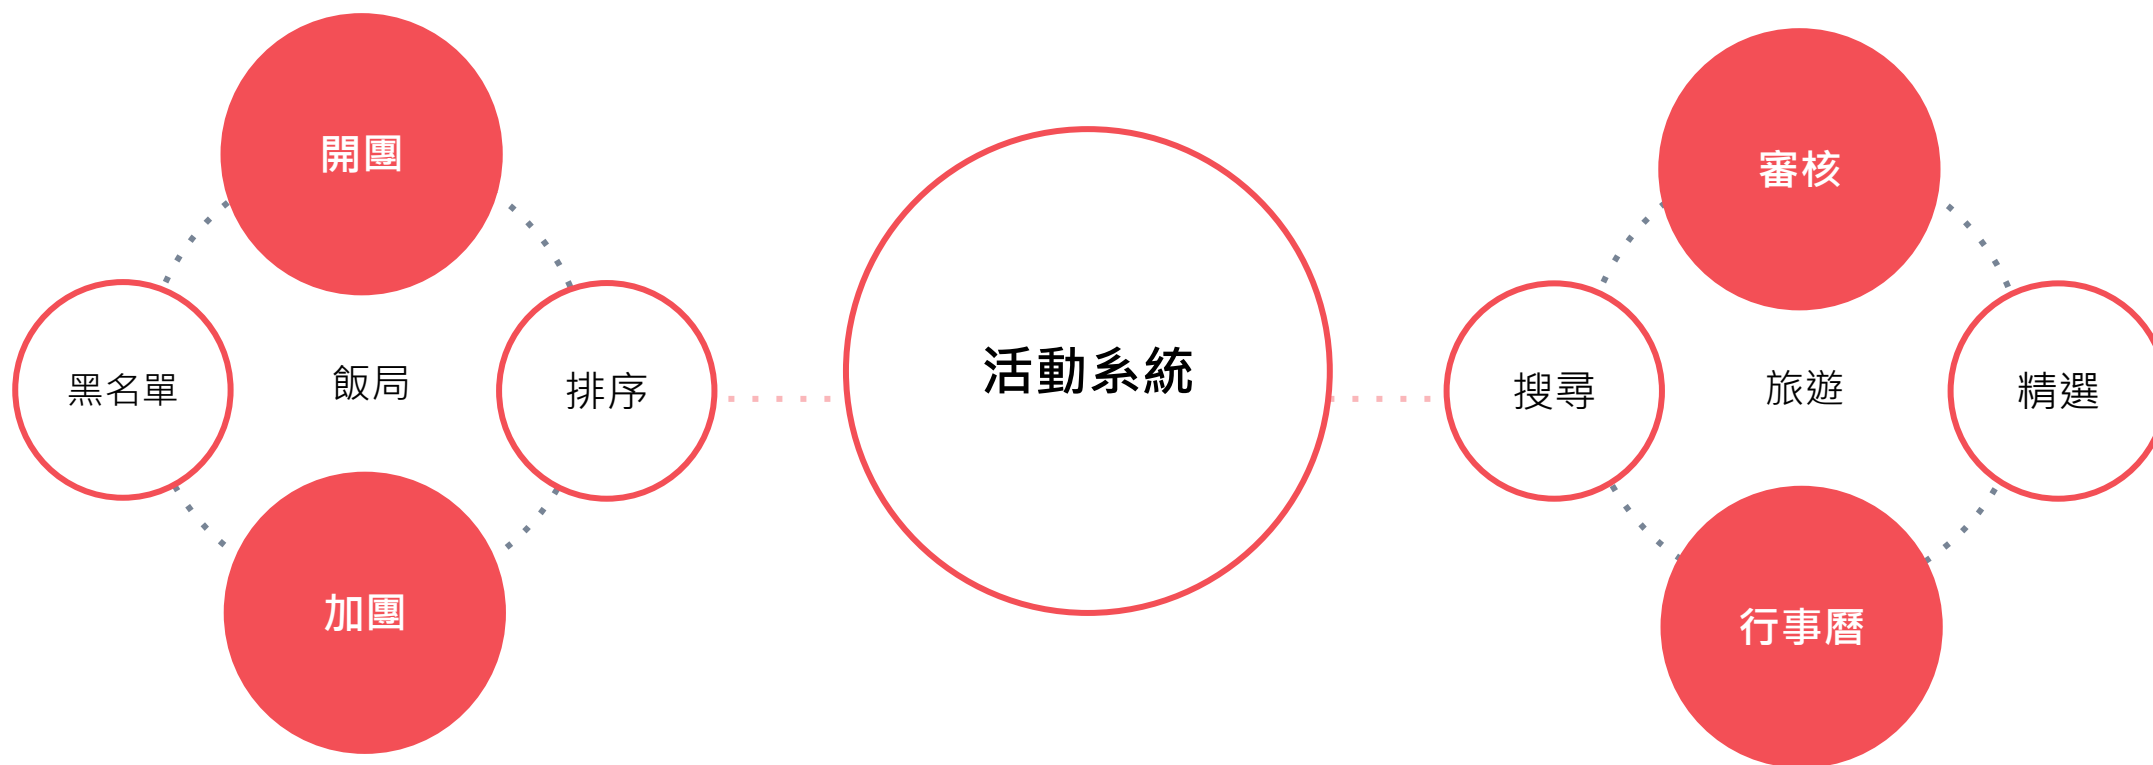 開團
黑名單
飯局
排序
加團
活動系統
審核
搜尋
旅遊
精選
行事曆